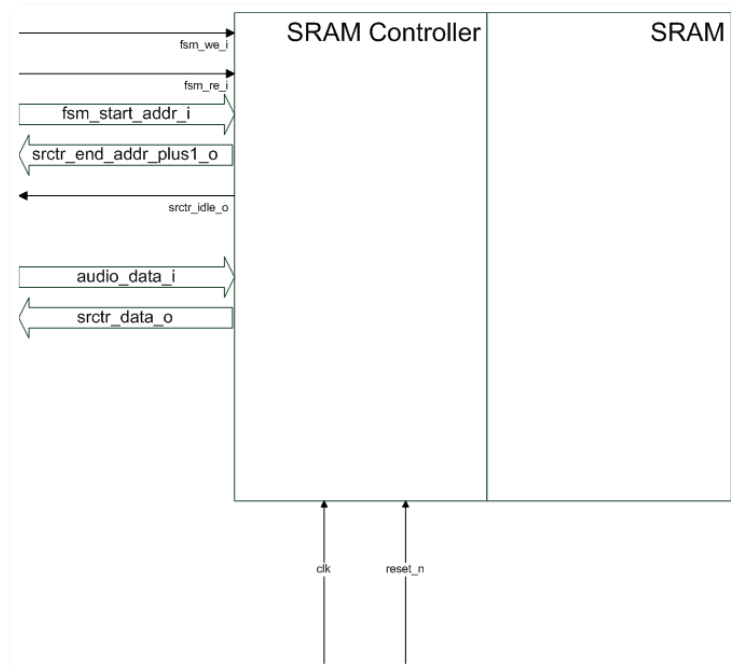 SRAM Controller
SRAM
fsm_we_i
fsm_re_i
fsm_start_addr_i
srctr_end_addr_plus1_o
srctr_idle_o
audio_data_i
srctr_data_o
clk
reset_n